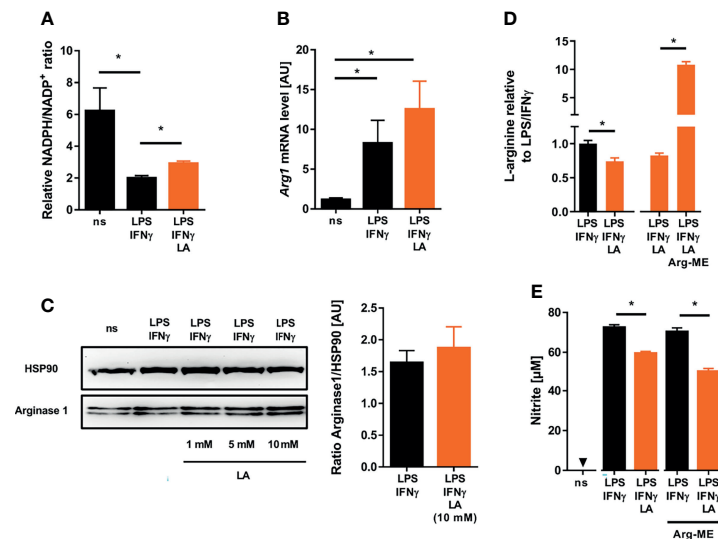 A
Relative NADPH/NADP+ ratio
10
8
6
4
2
0
*
*
ns
LPS
IFNγ
LPS
IFNγ
LA
B
Arg1 mRNA level [AU]
20
15
10
5
0
*
*
ns
LPS
IFNγ
LPS
IFNγ
LA
D
L-arginine relative
to LPS/IFNγ
15
10
5
1.0
0.5
0.0
*
*
LPS
IFNγ
LPS
IFNγ
LA
LPS
IFNγ
LA
LPS
IFNγ
LA
Arg-ME
C
ns
LPS
IFNγ
LPS
IFNγ
LPS
IFNγ
LPS
IFNγ
HSP90
Arginase 1
1 mM
5 mM
10 mM
LA
Ratio Arginase1/HSP90 [AU]
2.5
2.0
1.5
1.0
0.5
0.0
LPS
IFNγ
LPS
IFNγ
LA
(10 mM)
E
Nitrite [µM]
80
60
40
20
0
*
*
ns
LPS
IFNγ
LPS
IFNγ
LA
LPS
IFNγ
LPS
IFNγ
LA
Arg-ME